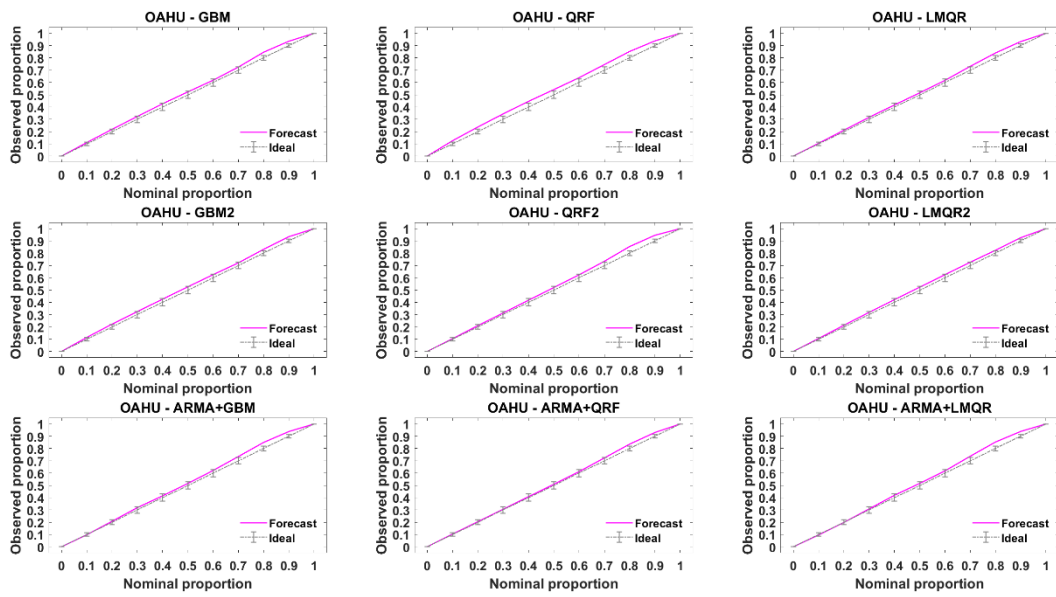 OAHU - GBM
Observed proportion
1
0.9
0.8
0.7
0.6
0.5
0.4
0.3
0.2
0.1
0
Forecast
Ideal
0 0.1 0.2 0.3 0.4 0.5 0.6 0.7 0.8 0.9 1
Nominal proportion
OAHU - QRF
Observed proportion
1
0.9
0.8
0.7
0.6
0.5
0.4
0.3
0.2
0.1
0
Forecast
Ideal
0 0.1 0.2 0.3 0.4 0.5 0.6 0.7 0.8 0.9 1
Nominal proportion
OAHU - LMQR
Observed proportion
1
0.9
0.8
0.7
0.6
0.5
0.4
0.3
0.2
0.1
0
Forecast
Ideal
0 0.1 0.2 0.3 0.4 0.5 0.6 0.7 0.8 0.9 1
Nominal proportion
OAHU - GBM2
Observed proportion
1
0.9
0.8
0.7
0.6
0.5
0.4
0.3
0.2
0.1
0
Forecast
Ideal
0 0.1 0.2 0.3 0.4 0.5 0.6 0.7 0.8 0.9 1
Nominal proportion
OAHU - QRF2
Observed proportion
1
0.9
0.8
0.7
0.6
0.5
0.4
0.3
0.2
0.1
0
Forecast
Ideal
0 0.1 0.2 0.3 0.4 0.5 0.6 0.7 0.8 0.9 1
Nominal proportion
OAHU - LMQR2
Observed proportion
1
0.9
0.8
0.7
0.6
0.5
0.4
0.3
0.2
0.1
0
Forecast
Ideal
0 0.1 0.2 0.3 0.4 0.5 0.6 0.7 0.8 0.9 1
Nominal proportion
OAHU - ARMA+GBM
Observed proportion
1
0.9
0.8
0.7
0.6
0.5
0.4
0.3
0.2
0.1
0
Forecast
Ideal
0 0.1 0.2 0.3 0.4 0.5 0.6 0.7 0.8 0.9 1
Nominal proportion
OAHU - ARMA+QRF
Observed proportion
1
0.9
0.8
0.7
0.6
0.5
0.4
0.3
0.2
0.1
0
Forecast
Ideal
0 0.1 0.2 0.3 0.4 0.5 0.6 0.7 0.8 0.9 1
Nominal proportion
OAHU - ARMA+LMQR
Observed proportion
1
0.9
0.8
0.7
0.6
0.5
0.4
0.3
0.2
0.1
0
Forecast
Ideal
0 0.1 0.2 0.3 0.4 0.5 0.6 0.7 0.8 0.9 1
Nominal proportion